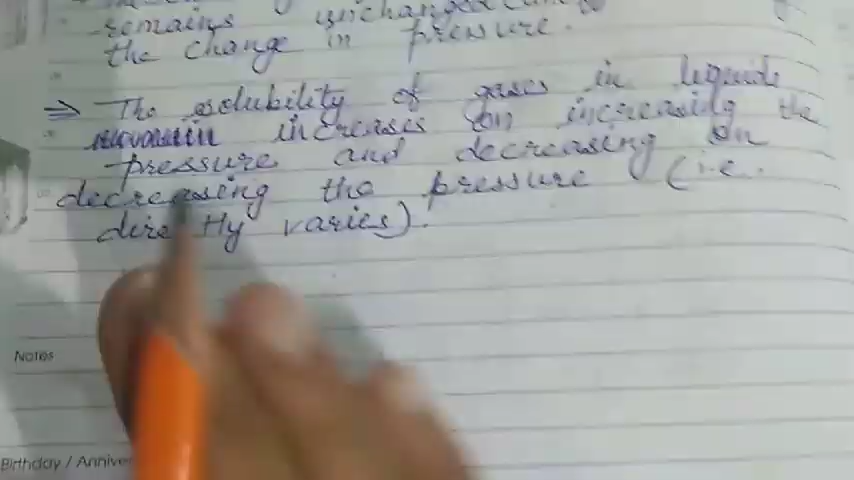 remains unchanged
the change in pressure.
⇒ The solubility of gases in liquids
increases on increasing the
pressure and decreasing on
decreasing the pressure (i.e.
directly varies).
Notes
Birthday / Annive